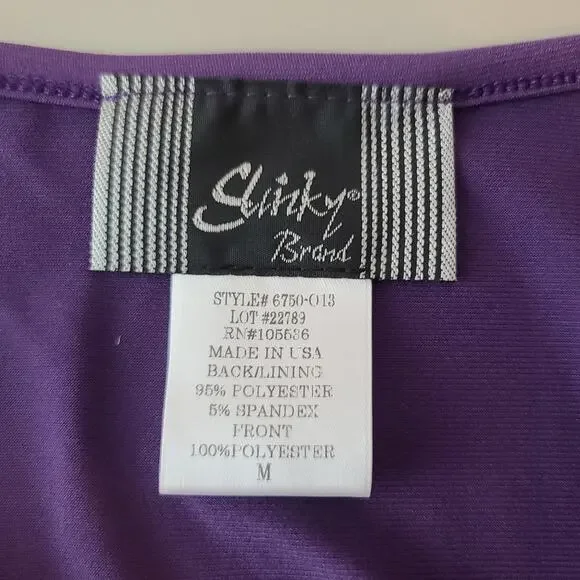 Slinky®
Brand
STYLE# 6750-O13
LOT #22789
RN#105536
MADE IN USA
BACK/LINING
95% POLYESTER
5% SPANDEX
FRONT
100%POLYESTER
M